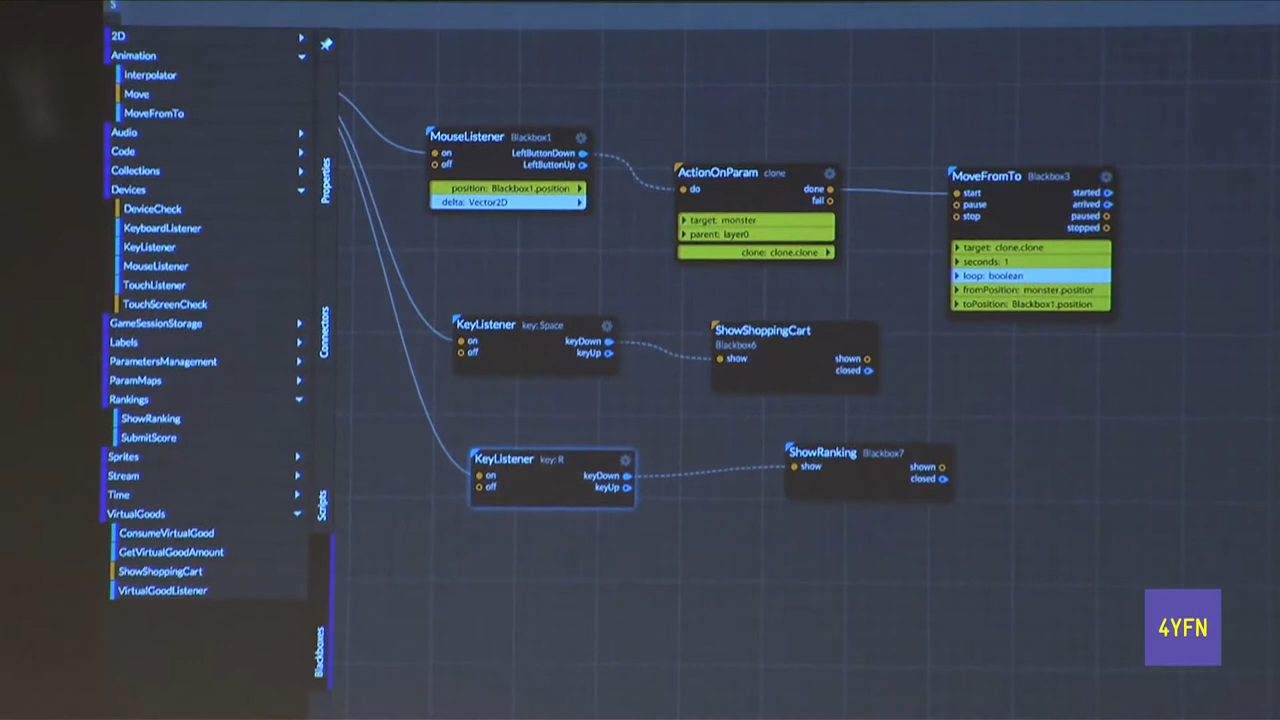 S
2D
Animation
Interpolator
Move
MoveFromTo
Audio
Code
Collections
Devices
DeviceCheck
KeyboardListener
KeyListener
MouseListener
TouchListener
TouchScreenCheck
GameSessionStorage
Labels
ParametersManagement
ParamMaps
Rankings
ShowRanking
SubmitScore
Sprites
Stream
Time
VirtualGoods
ConsumeVirtualGood
GetVirtualGoodAmount
ShowShoppingCart
VirtualGoodListener
Properties
Connectors
Scripts
Blackboxes
MouseListener Blackbox1
on LeftButtonDown
off LeftButtonUp
position: Blackbox1.position
delta: Vector2D
ActionOnParam clone
do done
fail
target: monster
parent: layer0
clone: clone.clone
MoveFromTo Blackbox3
start started
pause arrived
stop paused
stopped
target: clone.clone
seconds: 1
loop: boolean
fromPosition: monster.position
toPosition: Blackbox1.position
KeyListener key: Space
on keyDown
off keyUp
ShowShoppingCart
Blackbox6
show shown
closed
KeyListener key: R
on keyDown
off keyUp
ShowRanking Blackbox7
show shown
closed
4YFN